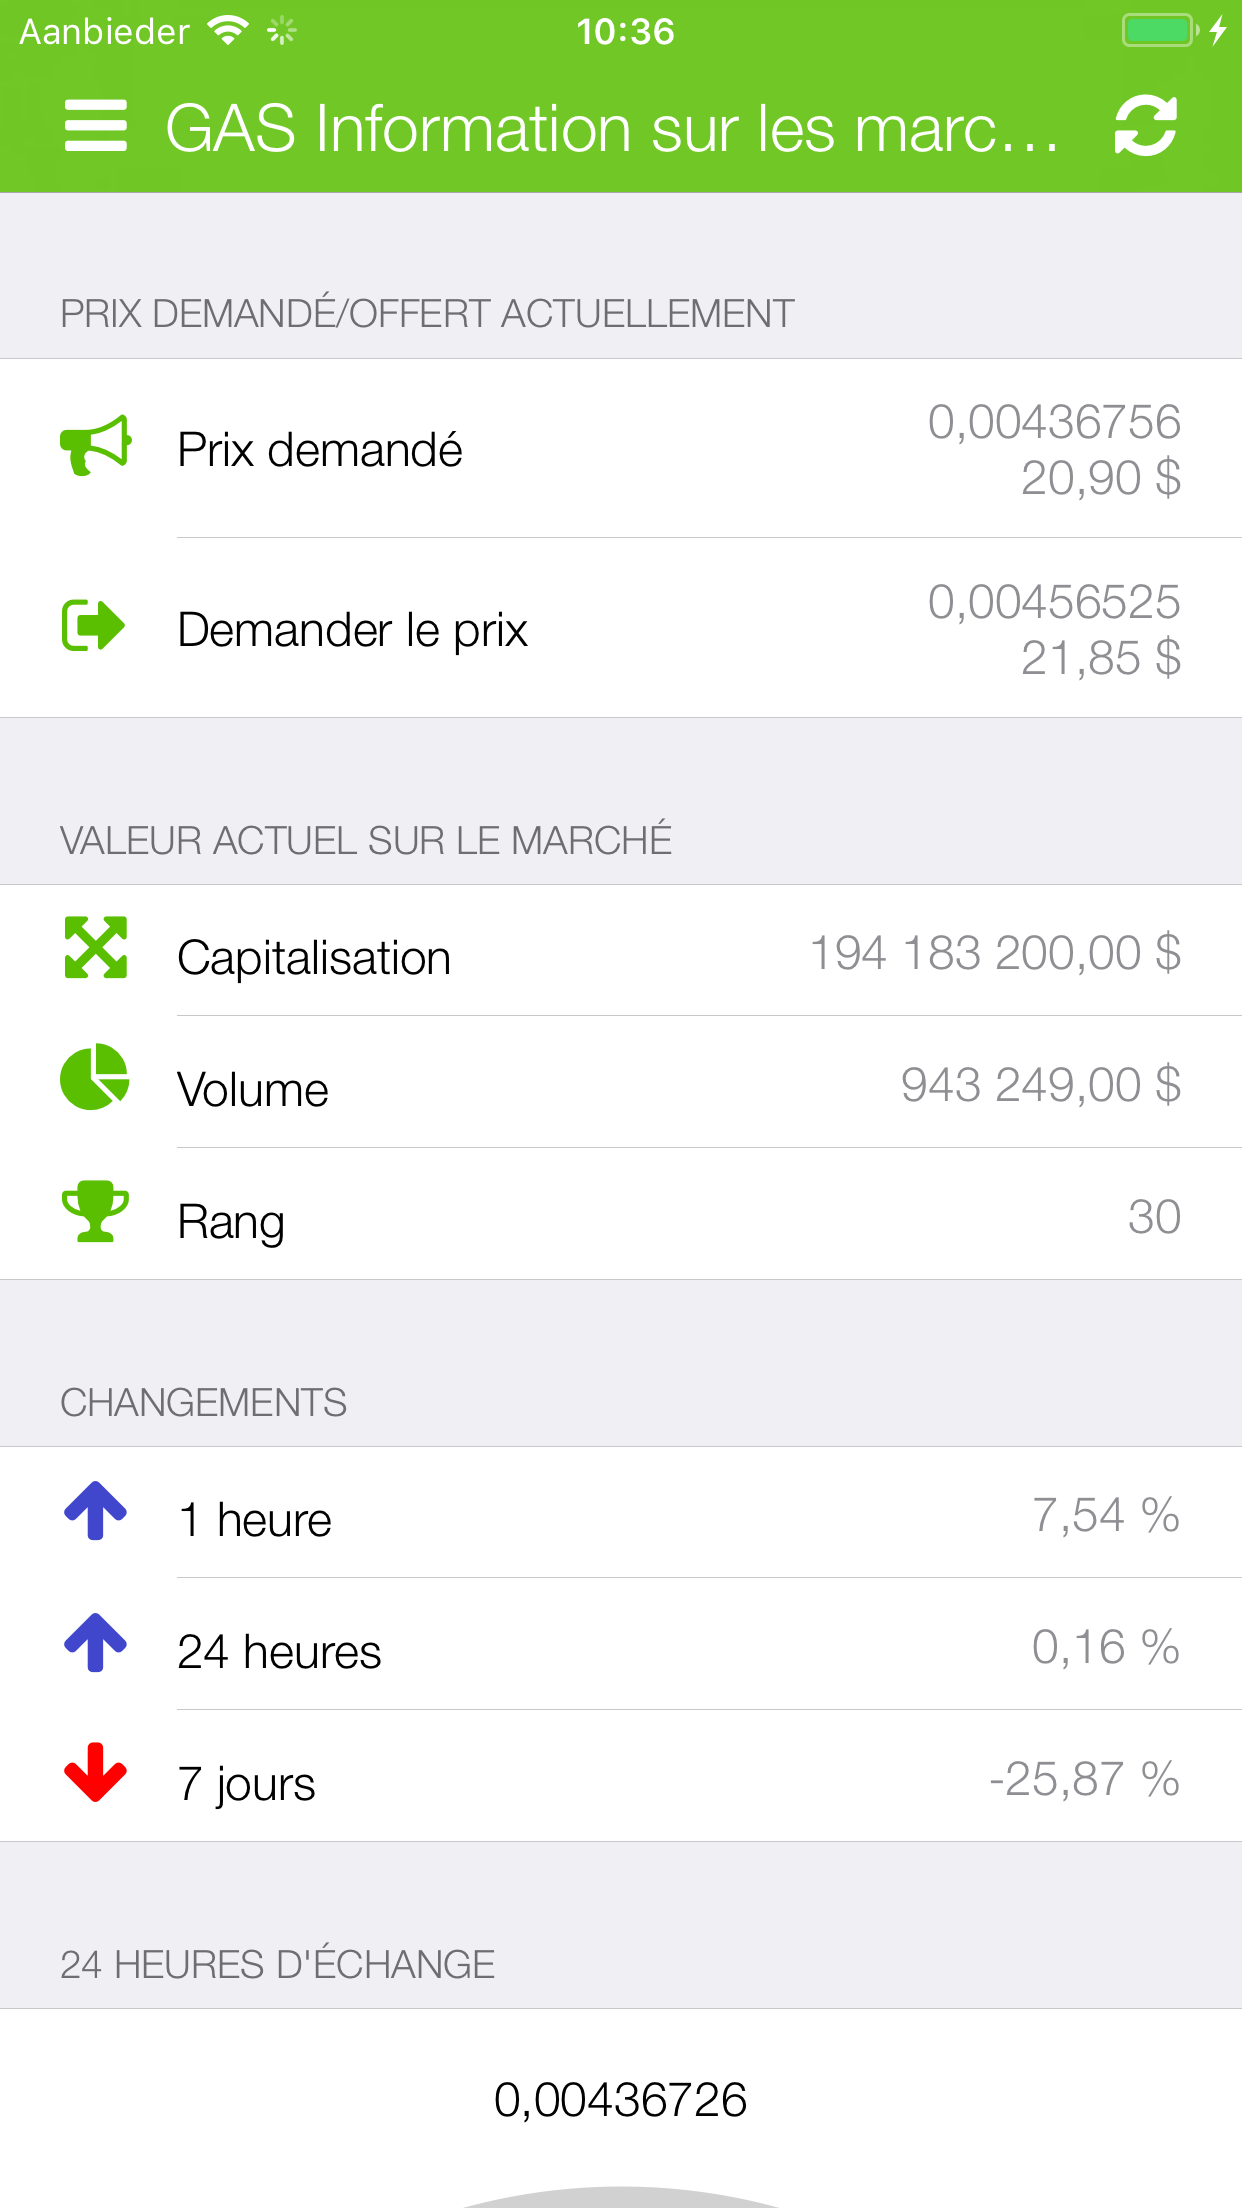 Aanbieder
10:36
GAS Information sur les marc...
PRIX DEMANDÉ/OFFERT ACTUELLEMENT
Prix demandé
0,00436756
20,90 $
Demander le prix
0,00456525
21,85 $
VALEUR ACTUEL SUR LE MARCHÉ
Capitalisation
194 183 200,00 $
Volume
943 249,00 $
Rang
30
CHANGEMENTS
1 heure
7,54 %
24 heures
0,16 %
7 jours
-25,87 %
24 HEURES D'ÉCHANGE
0,00436726